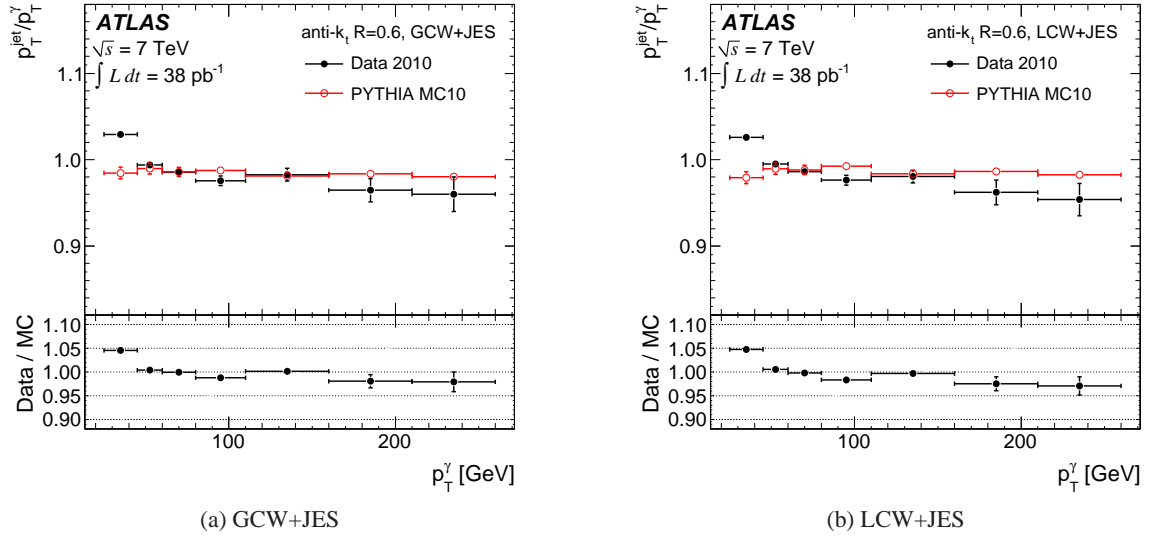 p_T^jet/p_T^γ
ATLAS
√s = 7 TeV
∫ L dt = 38 pb⁻¹
anti-k_t R=0.6, GCW+JES
Data 2010
PYTHIA MC10
1.1
1.0
0.9
Data / MC
1.10
1.05
1.00
0.95
0.90
100 200
p_T^γ [GeV]
(a) GCW+JES
p_T^jet/p_T^γ
ATLAS
√s = 7 TeV
∫ L dt = 38 pb⁻¹
anti-k_t R=0.6, LCW+JES
Data 2010
PYTHIA MC10
1.1
1.0
0.9
Data / MC
1.10
1.05
1.00
0.95
0.90
100 200
p_T^γ [GeV]
(b) LCW+JES